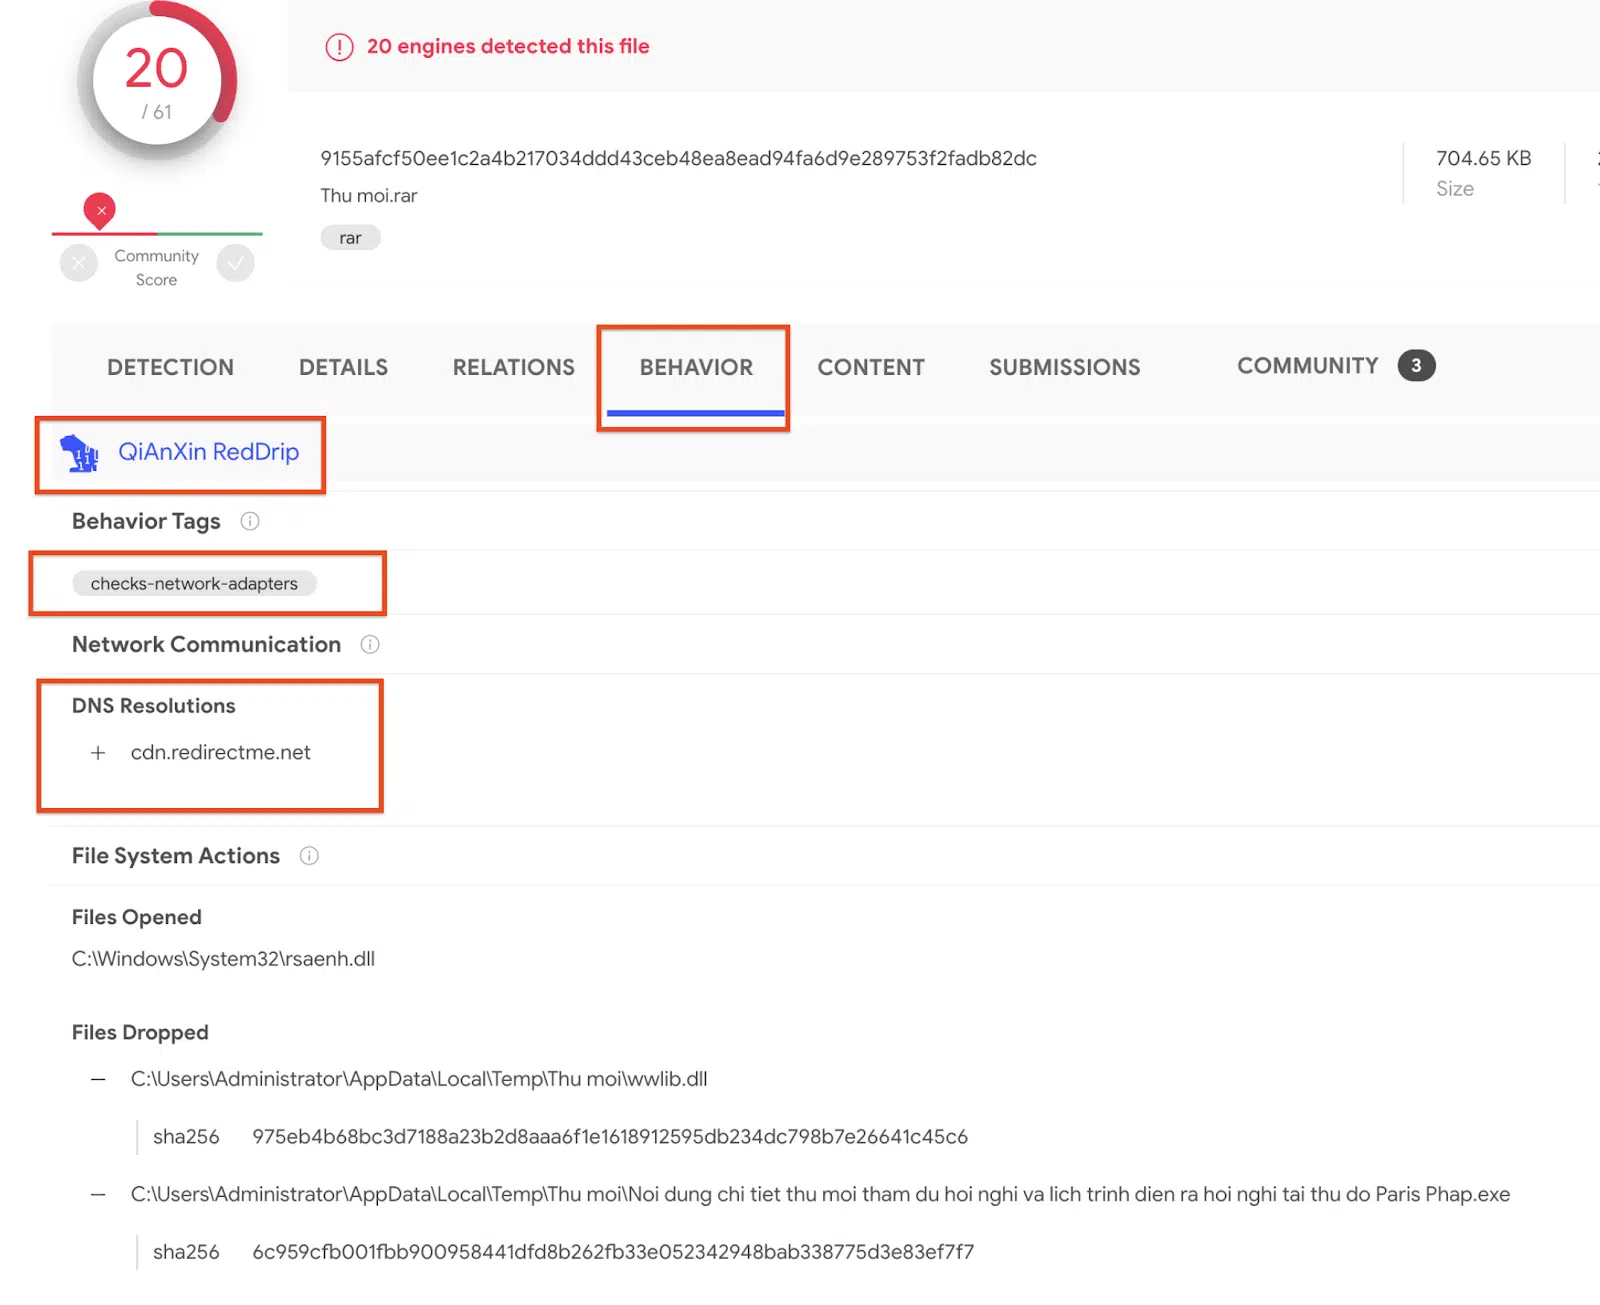 20
/ 61
20 engines detected this file
9155afcf50ee1c2a4b217034ddd43ceb48ea8ead94fa6d9e289753f2fadb82dc
704.65 KB
Size
Thu moi.rar
rar
Community
Score
DETECTION DETAILS RELATIONS BEHAVIOR CONTENT SUBMISSIONS COMMUNITY 3
QiAnXin RedDrip
Behavior Tags
checks-network-adapters
Network Communication
DNS Resolutions
+ cdn.redirectme.net
File System Actions
Files Opened
C:\Windows\System32\rsaenh.dll
Files Dropped
— C:\Users\Administrator\AppData\Local\Temp\Thu moi\wwlib.dll
sha256 975eb4b68bc3d7188a23b2d8aaa6f1e1618912595db234dc798b7e26641c45c6
— C:\Users\Administrator\AppData\Local\Temp\Thu moi\Noi dung chi tiet thu moi tham du hoi nghi va lich trinh dien ra hoi nghi tai thu do Paris Phap.exe
sha256 6c959cfb001fbb900958441dfd8b262fb33e052342948bab338775d3e83ef7f7